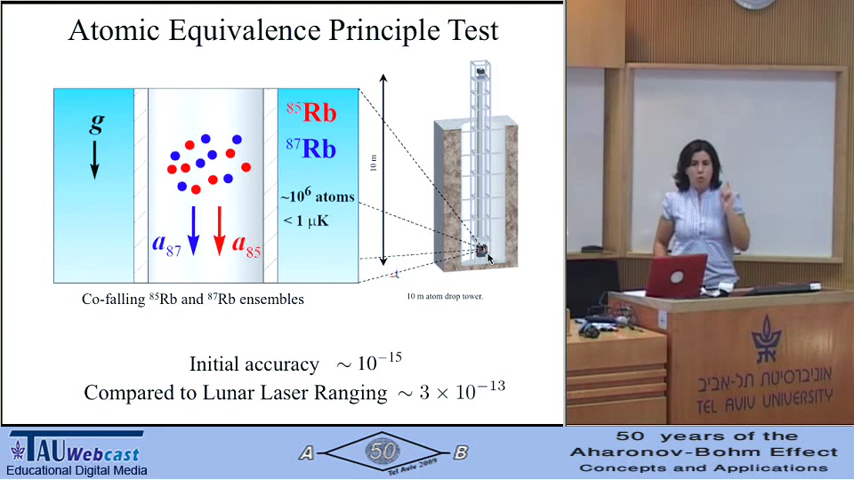 Atomic Equivalence Principle Test
g
85Rb
87Rb
~10^6 atoms
< 1 μK
a87
a85
10 m
Co-falling 85Rb and 87Rb ensembles
10 m atom drop tower.
Initial accuracy ∼ 10^−15
Compared to Lunar Laser Ranging ∼ 3 × 10^−13
אוניברסיטת תל-אביב
TEL AVIV UNIVERSITY
TAU Webcast
Educational Digital Media
A 50 B
Tel Aviv 2009
50 years of the
Aharonov-Bohm Effect
Concepts and Applications